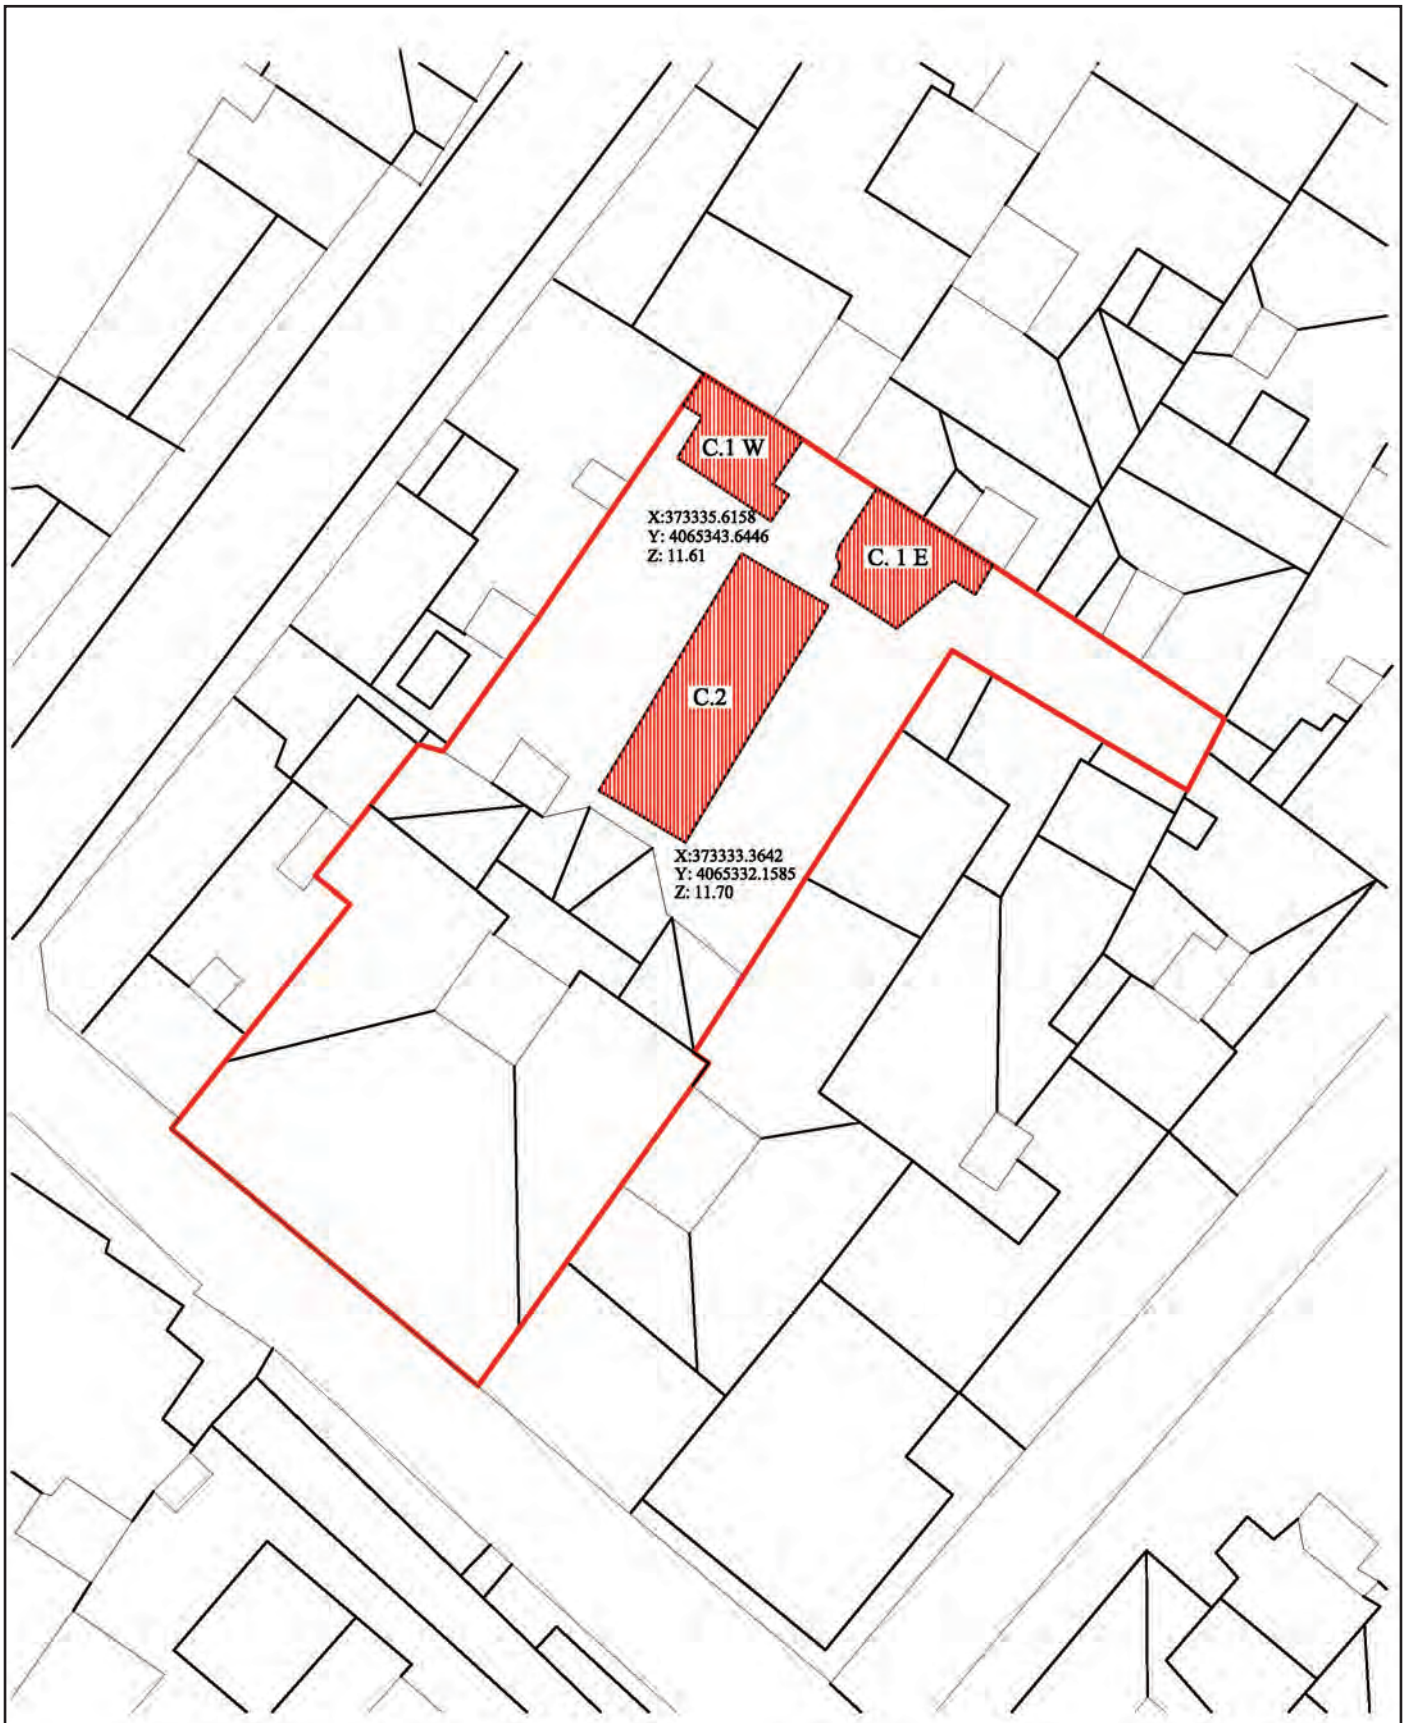 C.1 W
X:373335.6158
Y: 4065343.6446
Z: 11.61
C. 1 E
C.2
X:373333.3642
Y: 4065332.1585
Z: 11.70